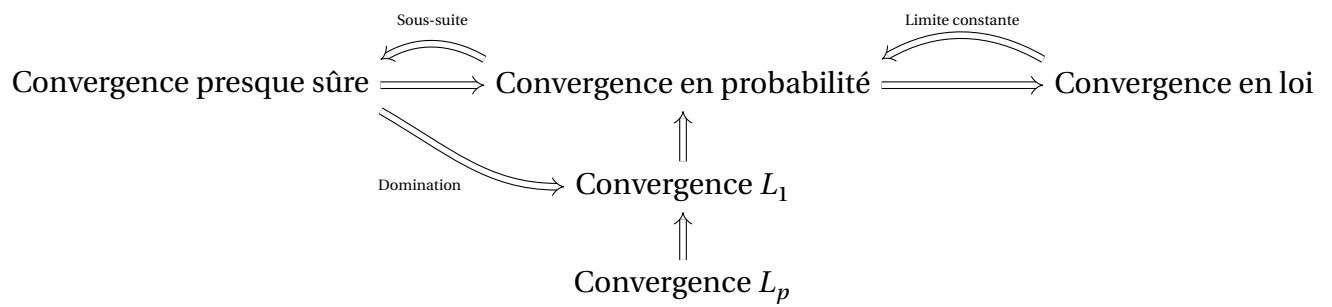 Sous-suite Limite constante
Convergence presque sûre Convergence en probabilité Convergence en loi
Domination Convergence L₁
Convergence Lₚ